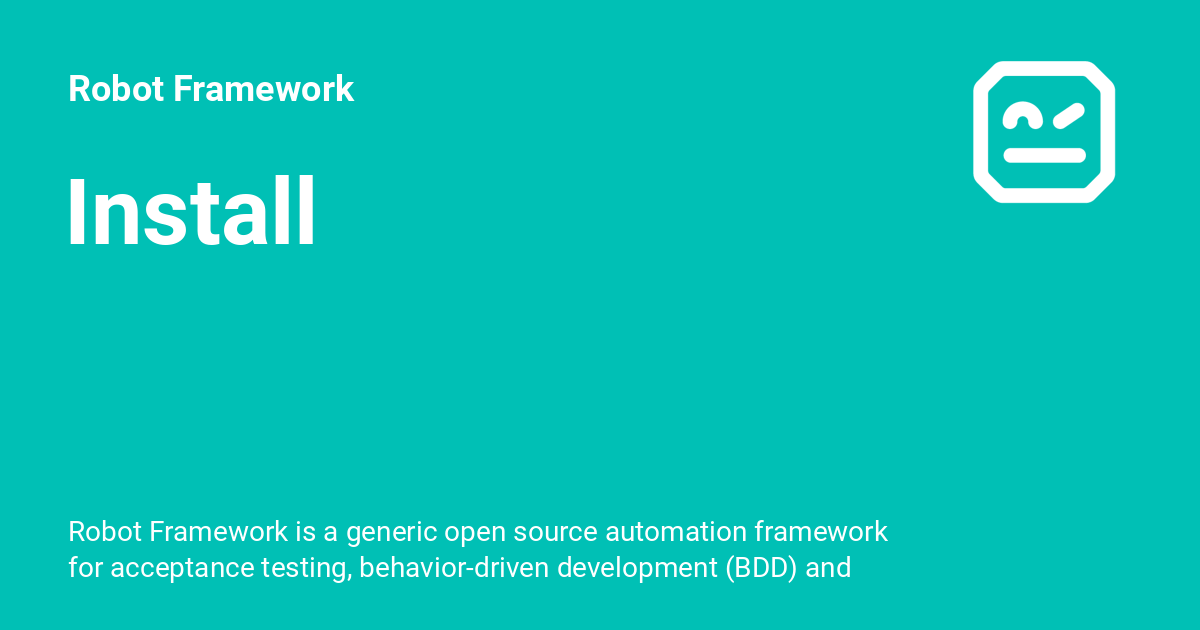 Robot Framework
Install
Robot Framework is a generic open source automation framework
for acceptance testing, behavior-driven development (BDD) and